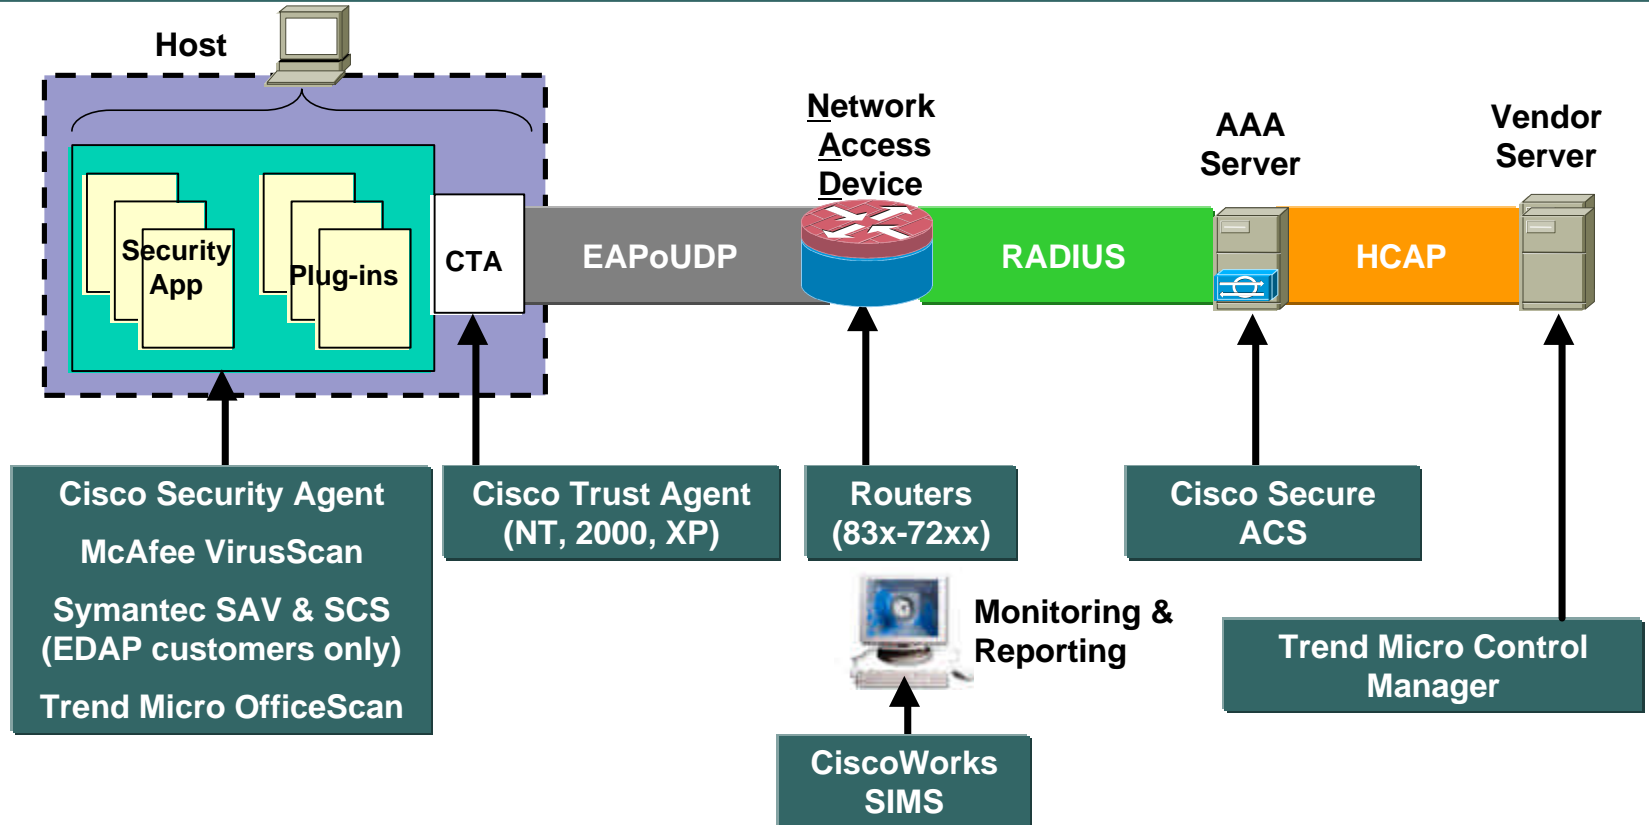 Host
Network
Access
Device
AAA
Server
Vendor
Server
Security
App
Plug-ins
CTA
EAPoUDP
RADIUS
HCAP
Cisco Security Agent
McAfee VirusScan
Symantec SAV & SCS
(EDAP customers only)
Trend Micro OfficeScan
Cisco Trust Agent
(NT, 2000, XP)
Routers
(83x-72xx)
Cisco Secure
ACS
Monitoring &
Reporting
Trend Micro Control
Manager
CiscoWorks
SIMS